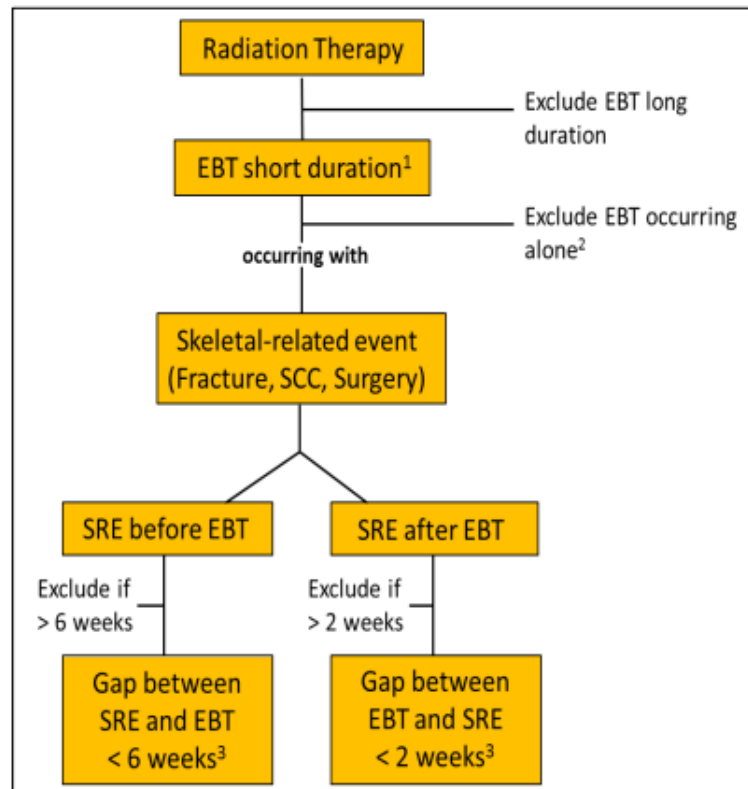 Radiation Therapy
Exclude EBT long
duration
EBT short duration¹
Exclude EBT occurring
alone²
occurring with
Skeletal-related event
(Fracture, SCC, Surgery)
SRE before EBT
SRE after EBT
Exclude if
> 6 weeks
Exclude if
> 2 weeks
Gap between
SRE and EBT
< 6 weeks³
Gap between
EBT and SRE
< 2 weeks³